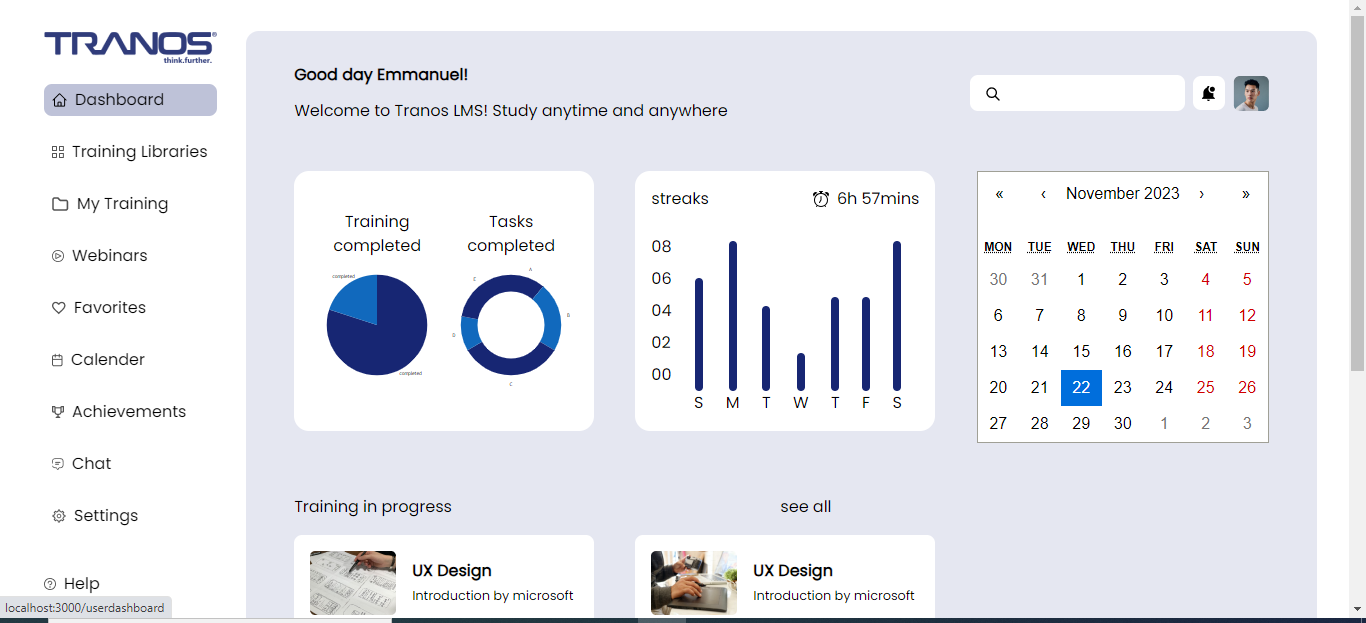 TRANOS®
think.further.
Dashboard
Training Libraries
My Training
Webinars
Favorites
Calender
Achievements
Chat
Settings
Help
localhost:3000/userdashboard
Good day Emmanuel!
Welcome to Tranos LMS! Study anytime and anywhere
Training
completed
completed
completed
Tasks
completed
A
B
C
D
E
streaks
6h 57mins
08
06
04
02
00
S M T W T F S
« ‹ November 2023 › »
MON TUE WED THU FRI SAT SUN
30 31 1 2 3 4 5
6 7 8 9 10 11 12
13 14 15 16 17 18 19
20 21 22 23 24 25 26
27 28 29 30 1 2 3
Training in progress
see all
UX Design
Introduction by microsoft
UX Design
Introduction by microsoft